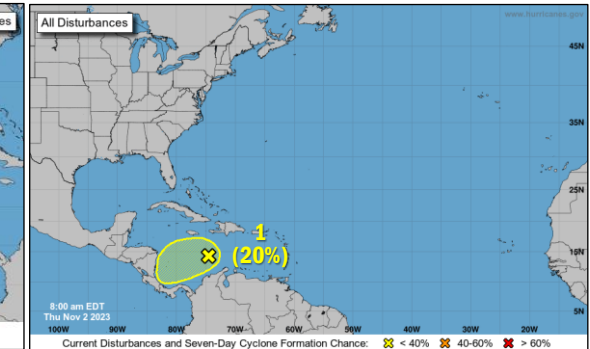 es
All Disturbances
www.hurricanes.gov
45N
35N
25N
1
(20%)
15N
8:00 am EDT
Thu Nov 2 2023
5N
100W 90W 80W 70W 60W 50W 40W 30W 20W
Current Disturbances and Seven-Day Cyclone Formation Chance: < 40% 40-60% > 60%